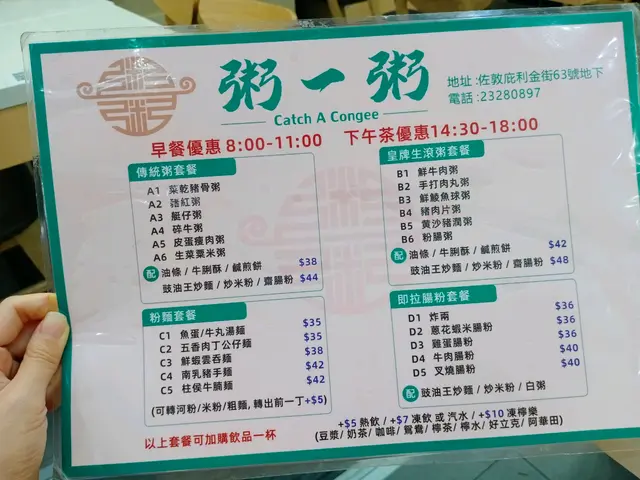 粥一粥
Catch A Congee
地址:佐敦庇利金街63號地下
電話:23280897
早餐優惠 8:00-11:00 下午茶優惠14:30-18:00
傳統粥套餐
A1 菜乾豬骨粥
A2 豬紅粥
A3 艇仔粥
A4 碎牛粥
A5 皮蛋瘦肉粥
A6 生菜粟米粥
配 油條 / 牛脷酥 / 鹹煎餅 $38
豉油王炒麵 / 炒米粉 / 齋腸粉 $44
皇牌生滾粥套餐
B1 鮮牛肉粥
B2 手打肉丸粥
B3 鮮鯪魚球粥
B4 豬肉片粥
B5 黃沙豬潤粥
B6 粉腸粥
配 油條 / 牛脷酥 / 鹹煎餅 $42
豉油王炒麵 / 炒米粉 / 齋腸粉 $48
粉麵套餐
C1 魚蛋/牛丸湯麵 $35
C2 五香肉丁公仔麵 $35
C3 鮮蝦雲吞麵 $38
C4 南乳豬手麵 $42
C5 柱侯牛腩麵 $42
(可轉河粉/米粉/粗麵, 轉出前一丁+$5)
即拉腸粉套餐
D1 炸兩 $36
D2 蔥花蝦米腸粉 $36
D3 雞蛋腸粉 $36
D4 牛肉腸粉 $40
D5 叉燒腸粉 $40
配 豉油王炒麵 / 炒米粉 / 白粥
以上套餐可加購飲品一杯
+$5 熱飲 / +$7 凍飲 或 汽水 / +$10 凍檸樂
(豆漿/ 奶茶/ 咖啡/ 鴛鴦/ 檸茶/ 檸水/ 好立克/ 阿華田)